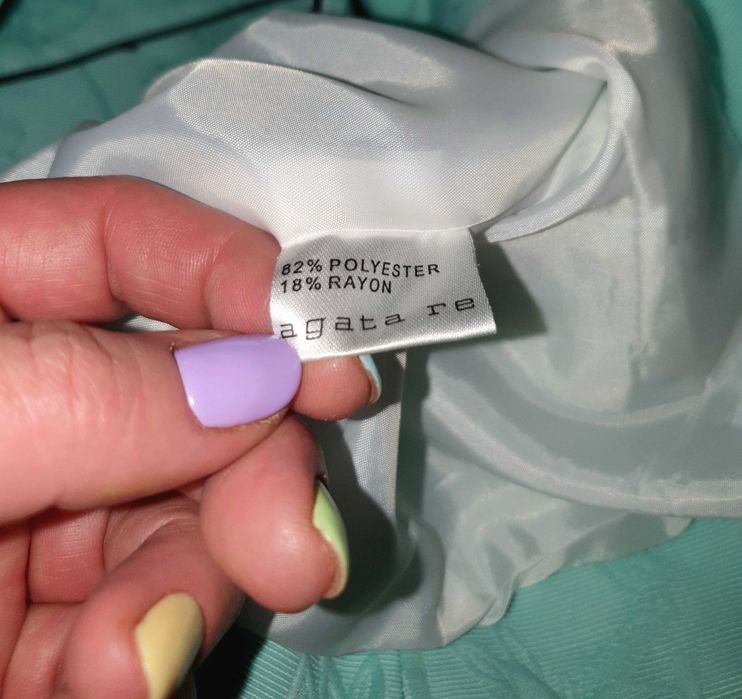 82% POLYESTER
18% RAYON
agata re